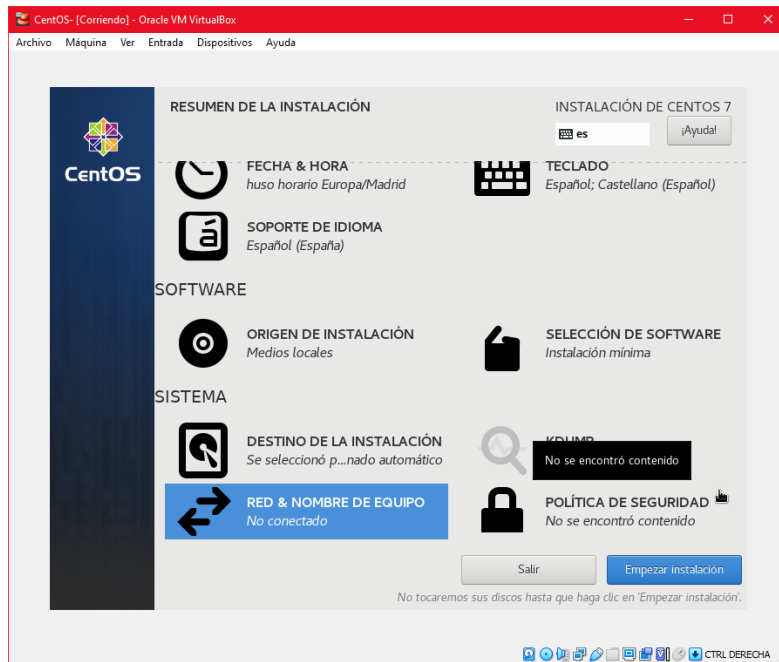 CentOS- [Corriendo] - Oracle VM VirtualBox
Archivo Máquina Ver Entrada Dispositivos Ayuda
RESUMEN DE LA INSTALACIÓN
INSTALACIÓN DE CENTOS 7
es
¡Ayuda!
CentOS
FECHA & HORA
huso horario Europa/Madrid
TECLADO
Español; Castellano (Español)
SOPORTE DE IDIOMA
Español (España)
SOFTWARE
ORIGEN DE INSTALACIÓN
Medios locales
SELECCIÓN DE SOFTWARE
Instalación mínima
SISTEMA
DESTINO DE LA INSTALACIÓN
Se seleccionó p...nado automático
KDUMP
No se encontró contenido
RED & NOMBRE DE EQUIPO
No conectado
POLÍTICA DE SEGURIDAD
No se encontró contenido
Salir
Empezar instalación
No tocaremos sus discos hasta que haga clic en 'Empezar instalación'.
CTRL DERECHA